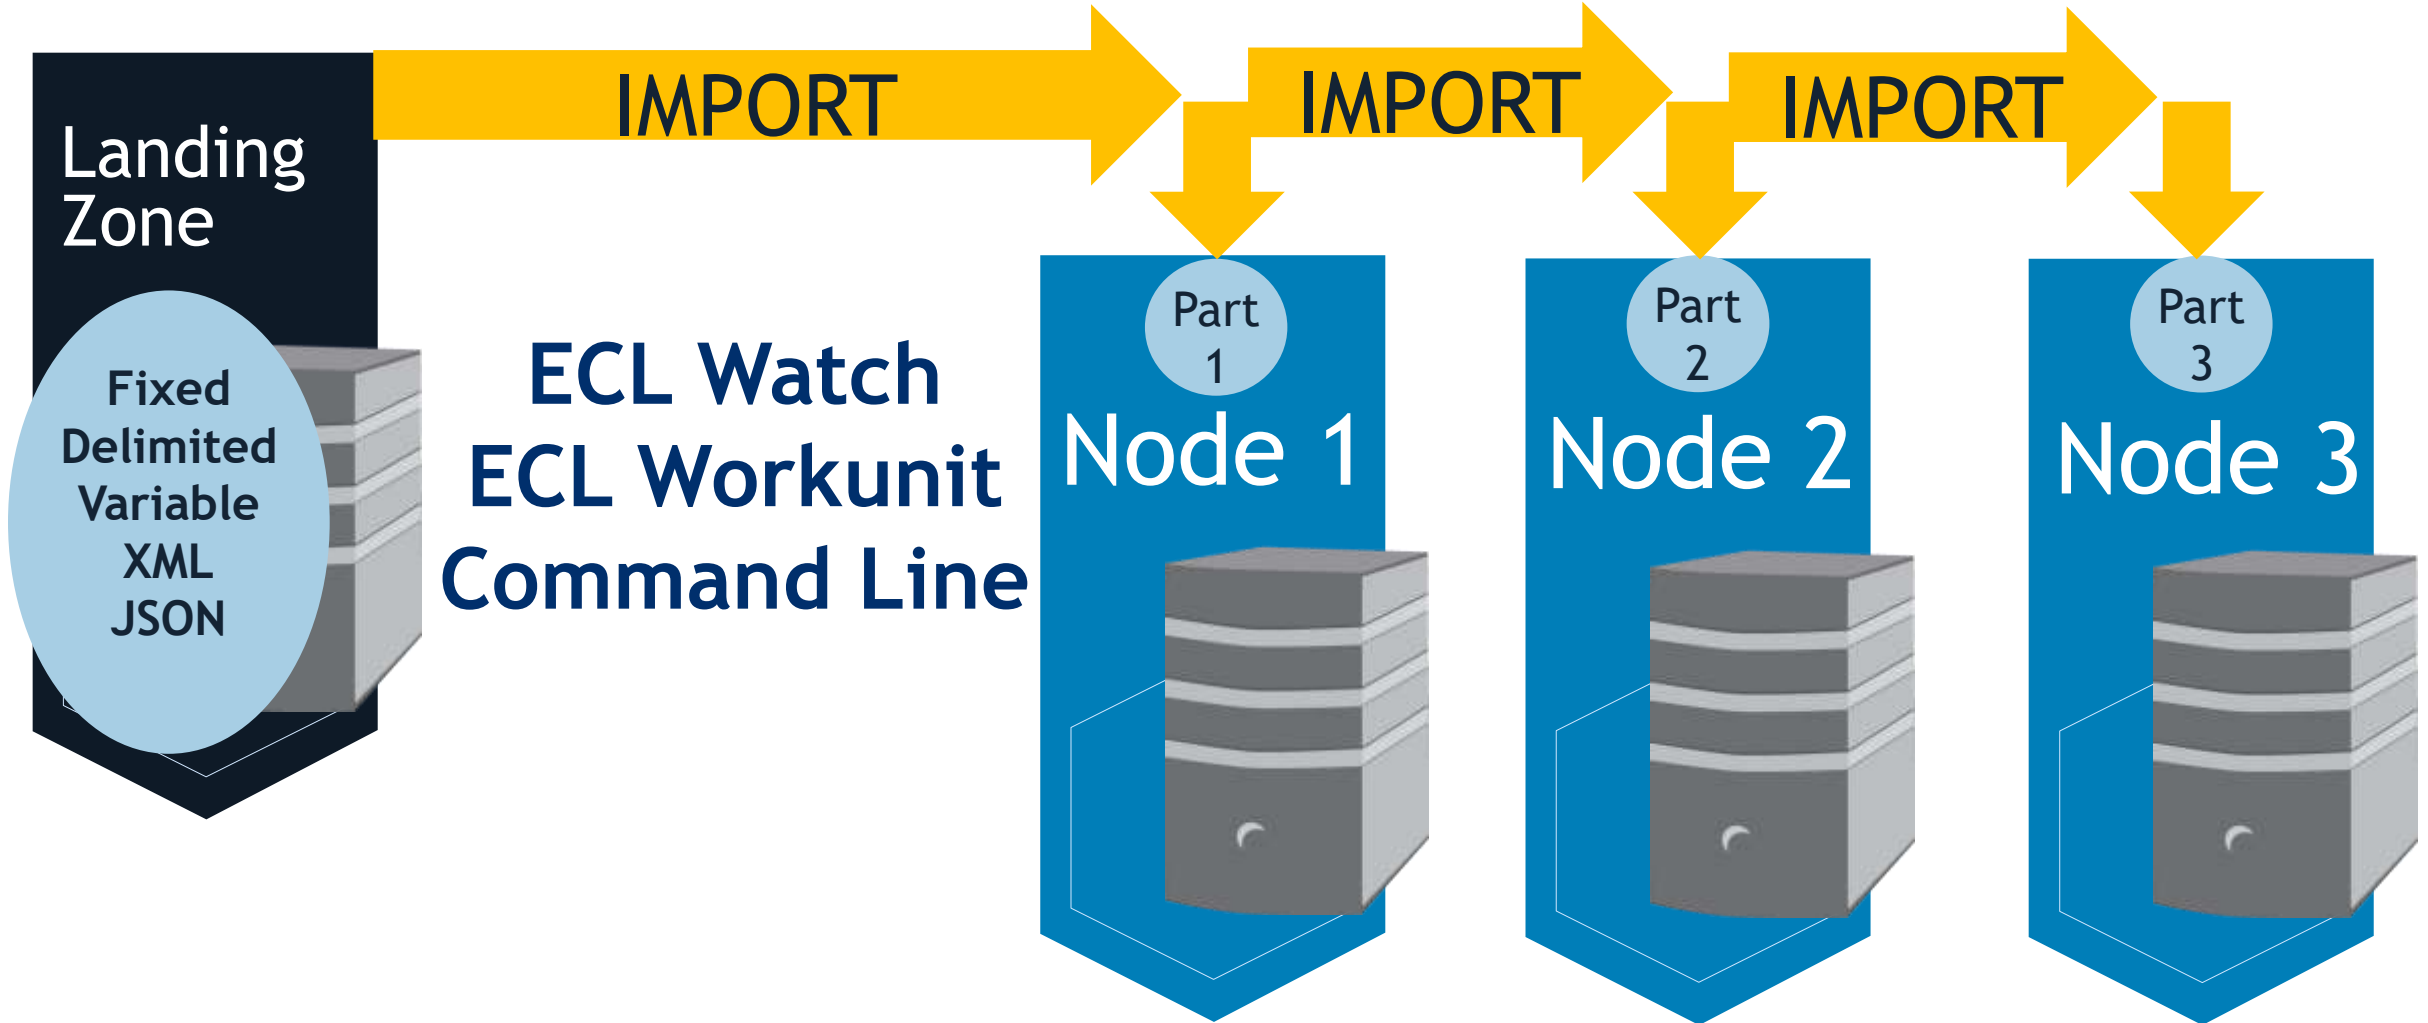 IMPORT
IMPORT
IMPORT
Landing
Zone
Fixed
Delimited
Variable
XML
JSON
ECL Watch
ECL Workunit
Command Line
Part
1
Node 1
Part
2
Node 2
Part
3
Node 3